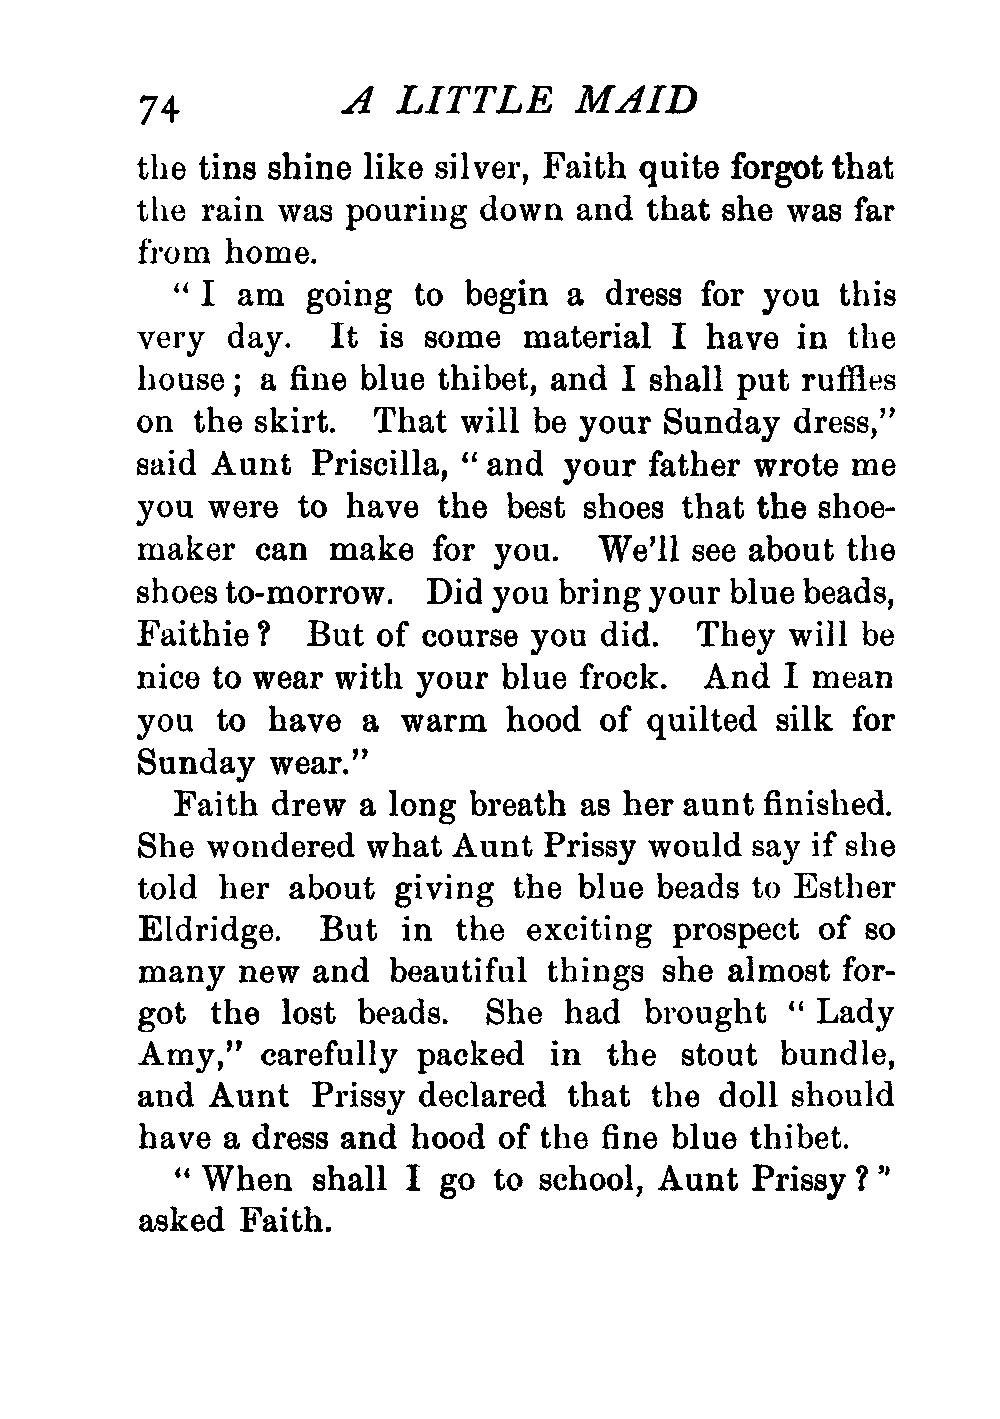 74 A LITTLE MAID
the tins shine like silver, Faith quite forgot that
the rain was pouring down and that she was far
from home.
“ I am going to begin a dress for you this
very day. It is some material I have in the
house ; a fine blue thibet, and I shall put ruffles
on the skirt. That will be your Sunday dress,”
said Aunt Priscilla, “ and your father wrote me
you were to have the best shoes that the shoe-
maker can make for you. We’ll see about the
shoes to-morrow. Did you bring your blue beads,
Faithie ? But of course you did. They will be
nice to wear with your blue frock. And I mean
you to have a warm hood of quilted silk for
Sunday wear.”
Faith drew a long breath as her aunt finished.
She wondered what Aunt Prissy would say if she
told her about giving the blue beads to Esther
Eldridge. But in the exciting prospect of so
many new and beautiful things she almost for-
got the lost beads. She had brought “ Lady
Amy,” carefully packed in the stout bundle,
and Aunt Prissy declared that the doll should
have a dress and hood of the fine blue thibet.
“ When shall I go to school, Aunt Prissy ? ”
asked Faith.